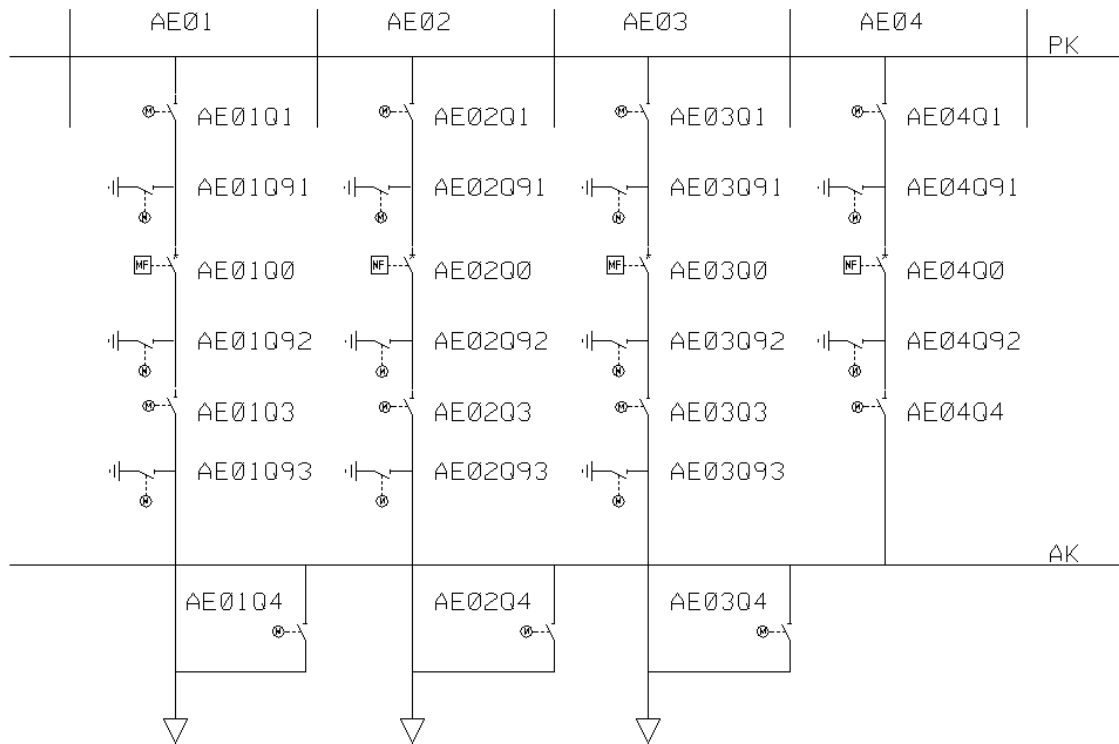 AE01 AE02 AE03 AE04
PK
M AE01Q1 M AE02Q1 M AE03Q1 M AE04Q1
AE01Q91 AE02Q91 AE03Q91 AE04Q91
M M M M
MF AE01Q0 MF AE02Q0 MF AE03Q0 MF AE04Q0
AE01Q92 AE02Q92 AE03Q92 AE04Q92
M M M M
M AE01Q3 M AE02Q3 M AE03Q3 M AE04Q4
AE01Q93 AE02Q93 AE03Q93
M M M
AK
AE01Q4 AE02Q4 AE03Q4
M M M